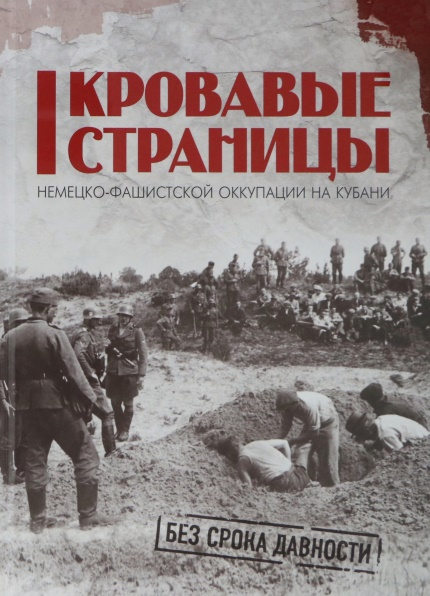 КРОВАВЫЕ
СТРАНИЦЫ
НЕМЕЦКО-ФАШИСТСКОЙ ОККУПАЦИИ НА КУБАНИ
БЕЗ СРОКА ДАВНОСТИ